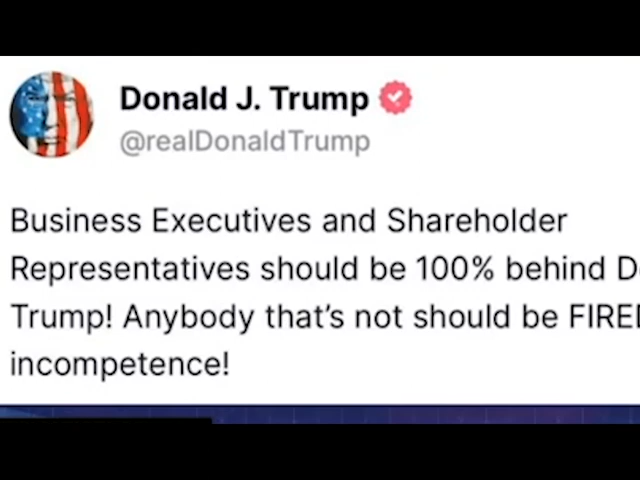 Donald J. Trump
@realDonaldTrump
Business Executives and Shareholder
Representatives should be 100% behind D
Trump! Anybody that's not should be FIRE
incompetence!